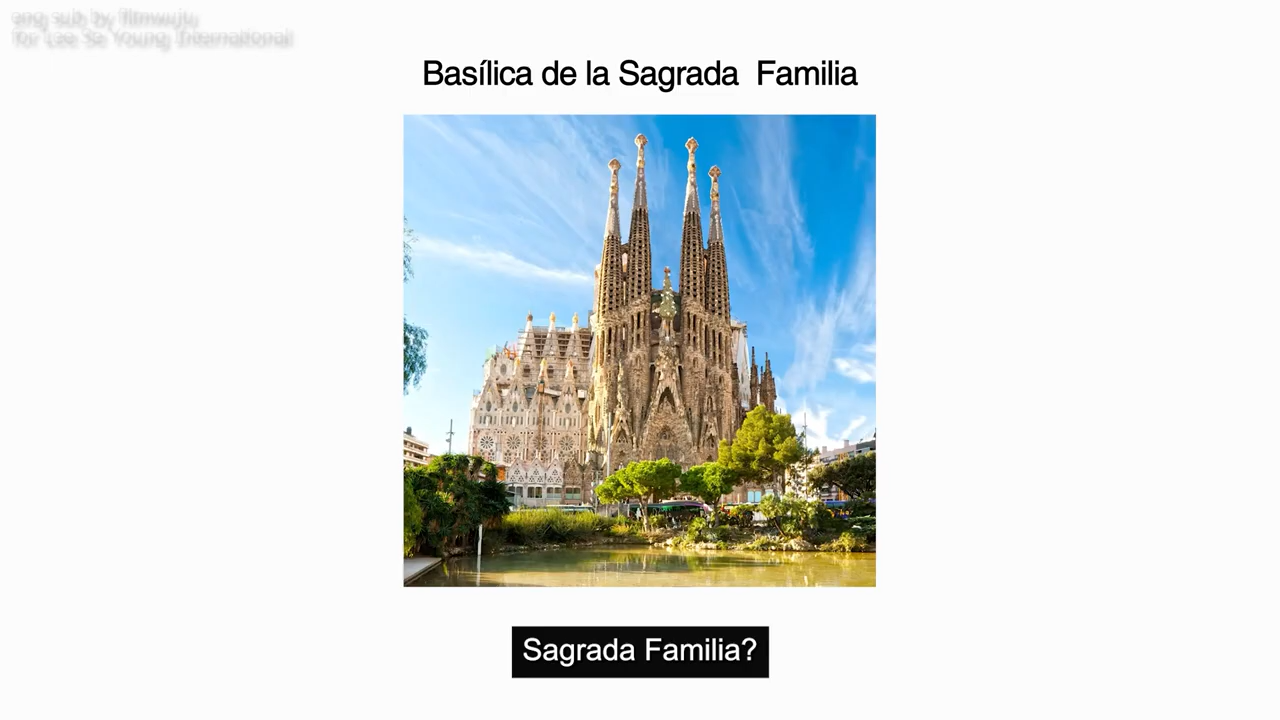 eng sub by filmwuju
for Lee Se Young International
Basílica de la Sagrada  Familia
Sagrada Familia?